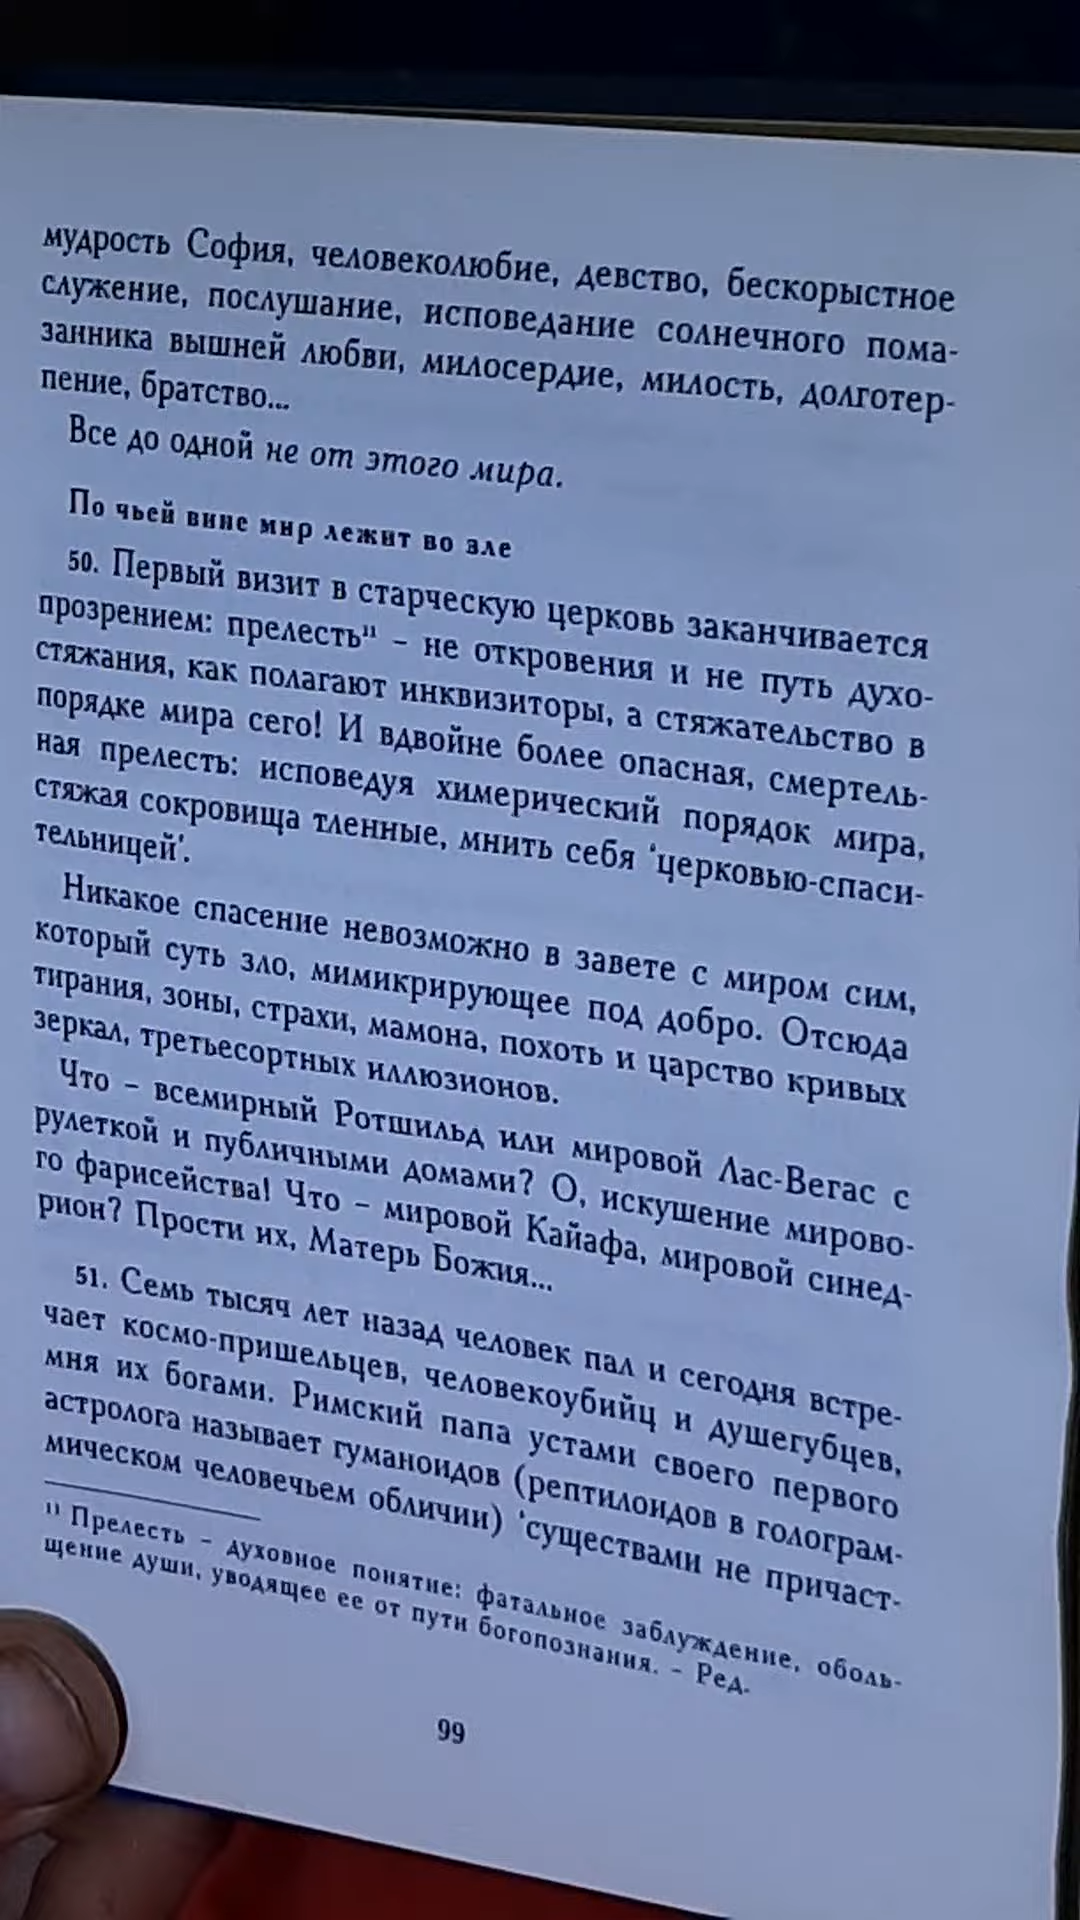 мудрость София, человеколюбие, девство, бескорыстное
служение, послушание, исповедание солнечного пома-
занника вышней любви, милосердие, милость, долготер-
пение, братство...
Все до одной не от этого мира.
По чьей вине мир лежит во зле
50. Первый визит в старческую церковь заканчивается
прозрением: прелесть¹¹ – не откровения и не путь духо-
стяжания, как полагают инквизиторы, а стяжательство в
порядке мира сего! И вдвойне более опасная, смертель-
ная прелесть: исповедуя химерический порядок мира,
стяжая сокровища тленные, мнить себя 'церковью-спаси-
тельницей'.
Никакое спасение невозможно в завете с миром сим,
который суть зло, мимикрирующее под добро. Отсюда
тирания, зоны, страхи, мамона, похоть и царство кривых
зеркал, третьесортных иллюзионов.
Что – всемирный Ротшильд или мировой Лас-Вегас с
рулеткой и публичными домами? О, искушение мирово-
го фарисейства! Что – мировой Кайафа, мировой синед-
рион? Прости их, Матерь Божия...
51. Семь тысяч лет назад человек пал и сегодня встре-
чает космо-пришельцев, человекоубийц и душегубцев,
мня их богами. Римский папа устами своего первого
астролога называет гуманоидов (рептилоидов в голограм-
мическом человечьем обличии) 'существами не причаст-
¹¹ Прелесть – духовное понятие: фатальное заблуждение, оболь-
щение души, уводящее ее от пути богопознания. – Ред.
99